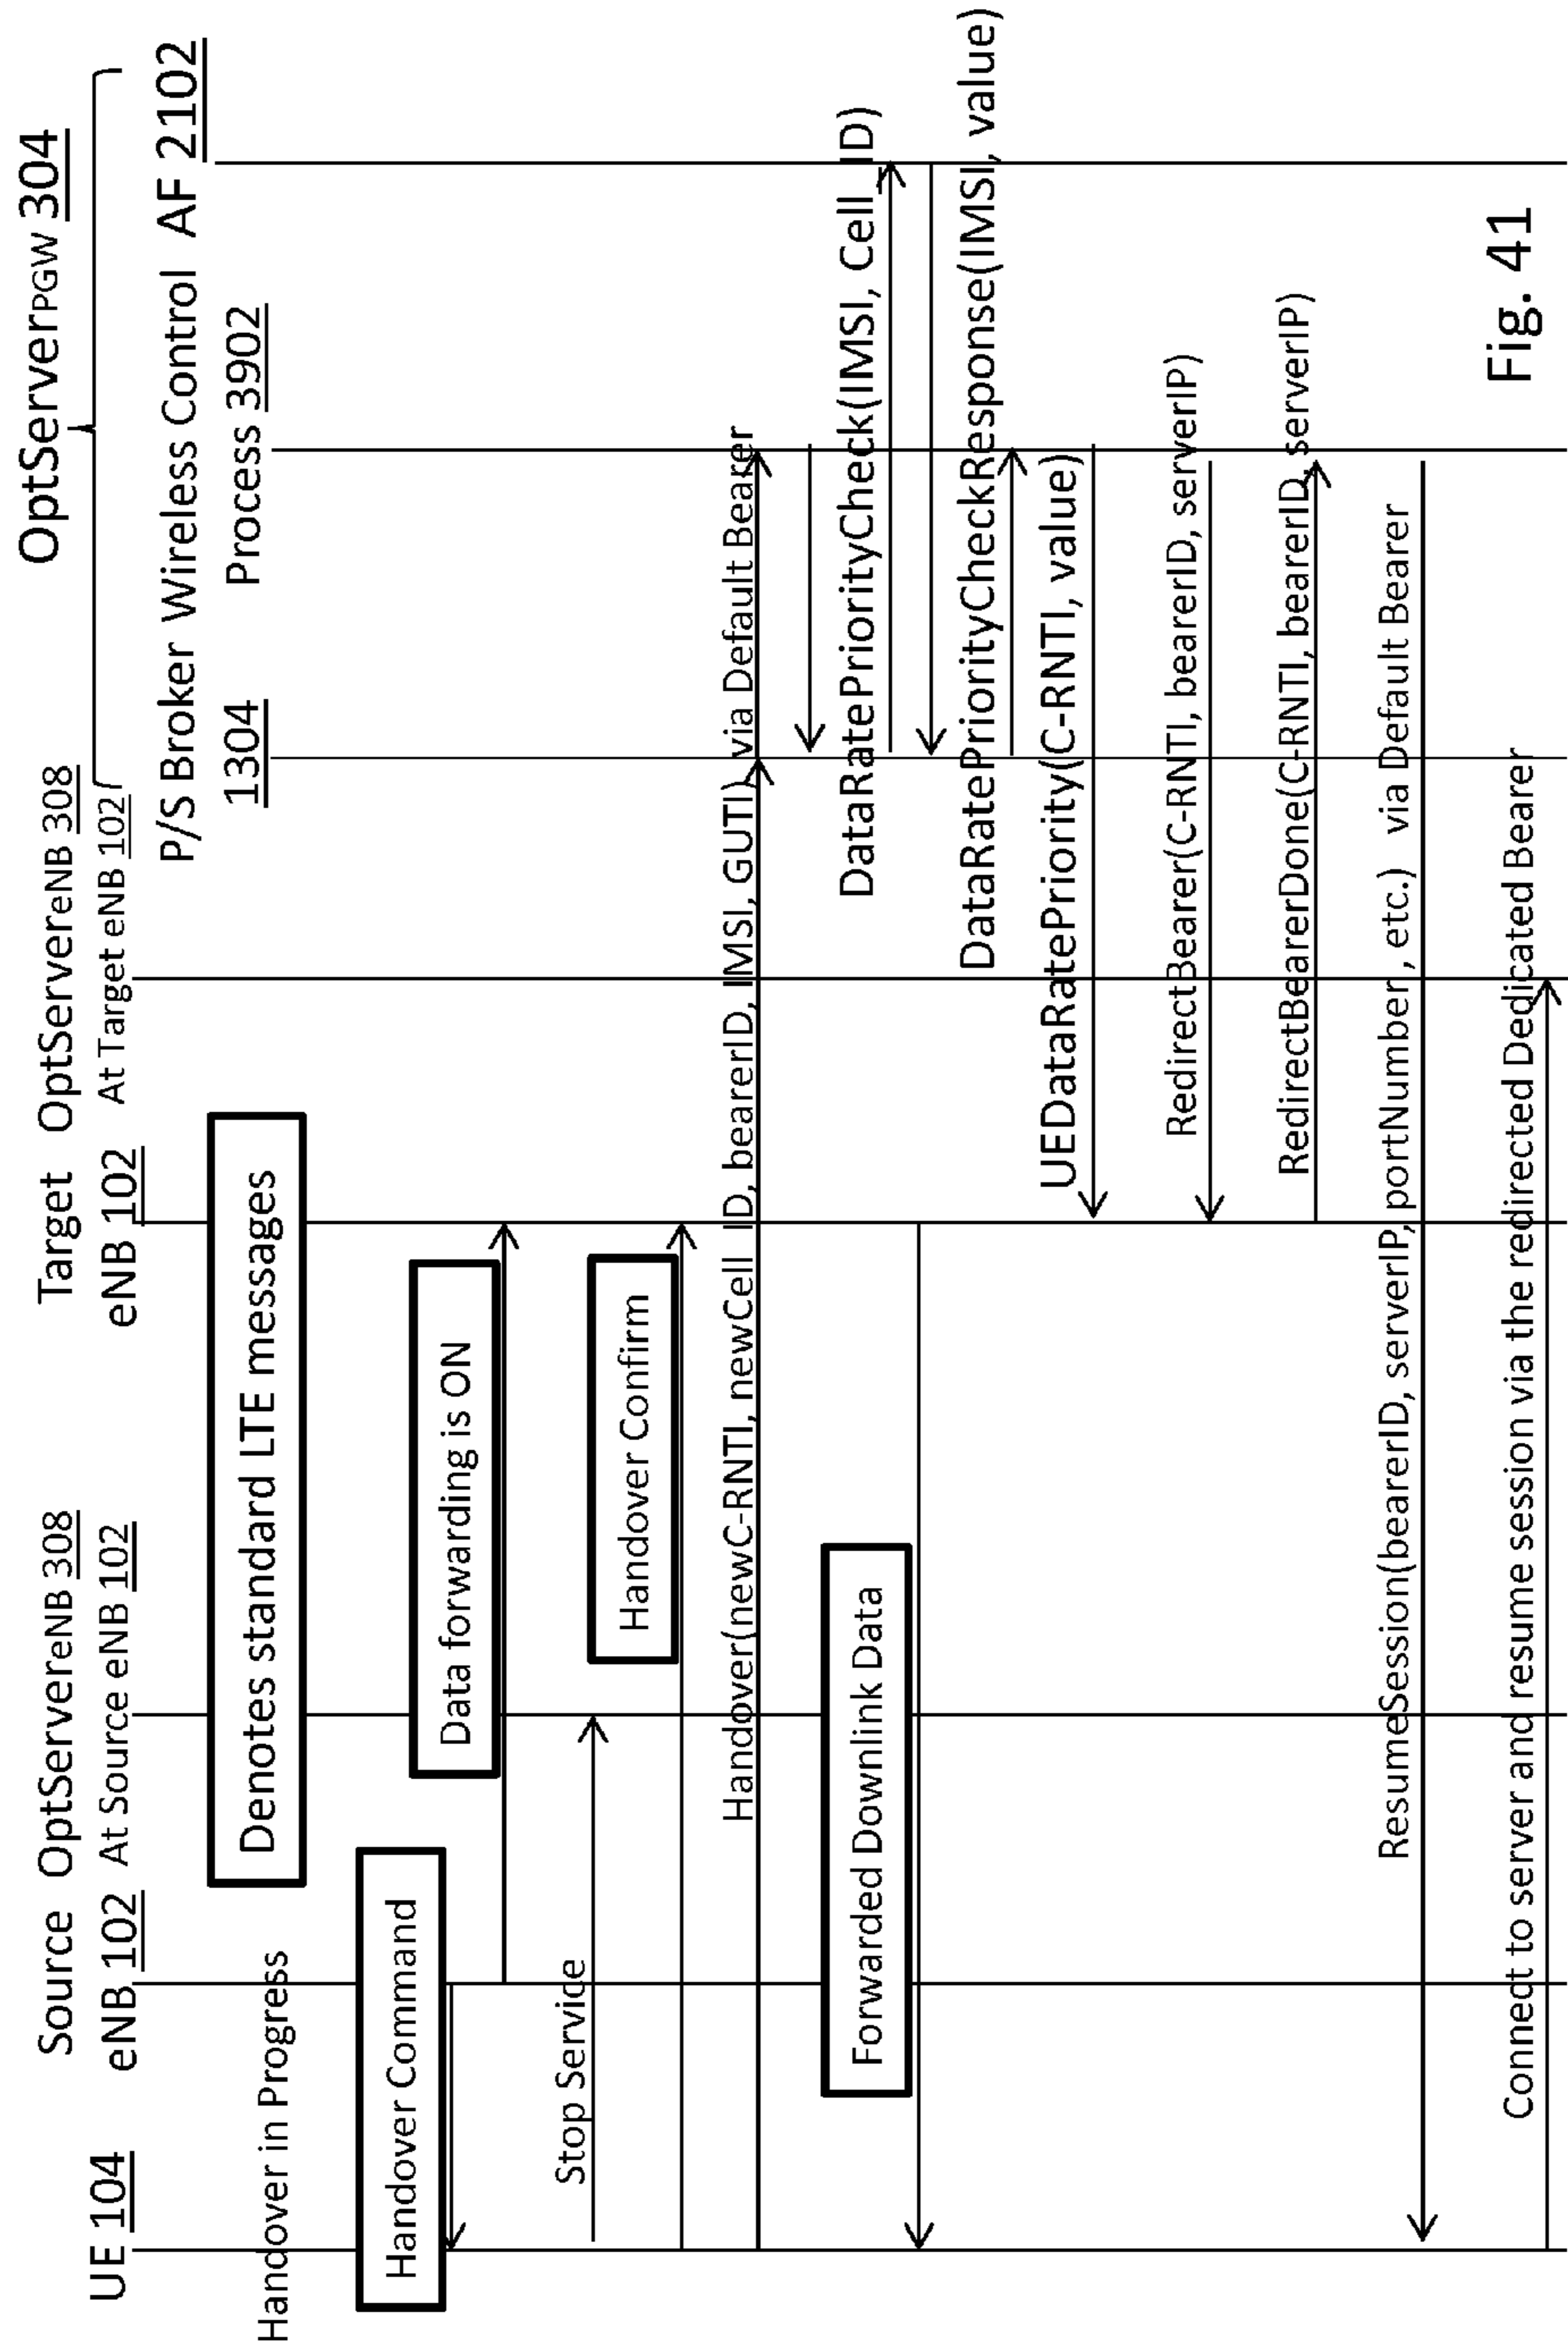 OptServerPGW 304
UE 104
Source
eNB 102
OptServereNB 308
At Source eNB 102
Target
eNB 102
OptServereNB 308
At Target eNB 102
P/S Broker
1304
Wireless Control
Process 3902
AF 2102
Denotes standard LTE messages
Handover in Progress
Handover Command
Data forwarding is ON
Stop Service
Handover Confirm
Handover(newC-RNTI, newCell ID, bearerID, IMSI, GUTI) via Default Bearer
DataRatePriorityCheck(IMSI, Cell_ID)
Forwarded Downlink Data
DataRatePriorityCheckResponse(IMSI, value)
UEDataRatePriority(C-RNTI, value)
RedirectBearer(C-RNTI, bearerID, serverIP)
RedirectBearerDone(C-RNTI, bearerID, serverIP)
ResumeSession(bearerID, serverIP, portNumber, etc.) via Default Bearer
Connect to server and resume session via the redirected Dedicated Bearer
Fig. 41